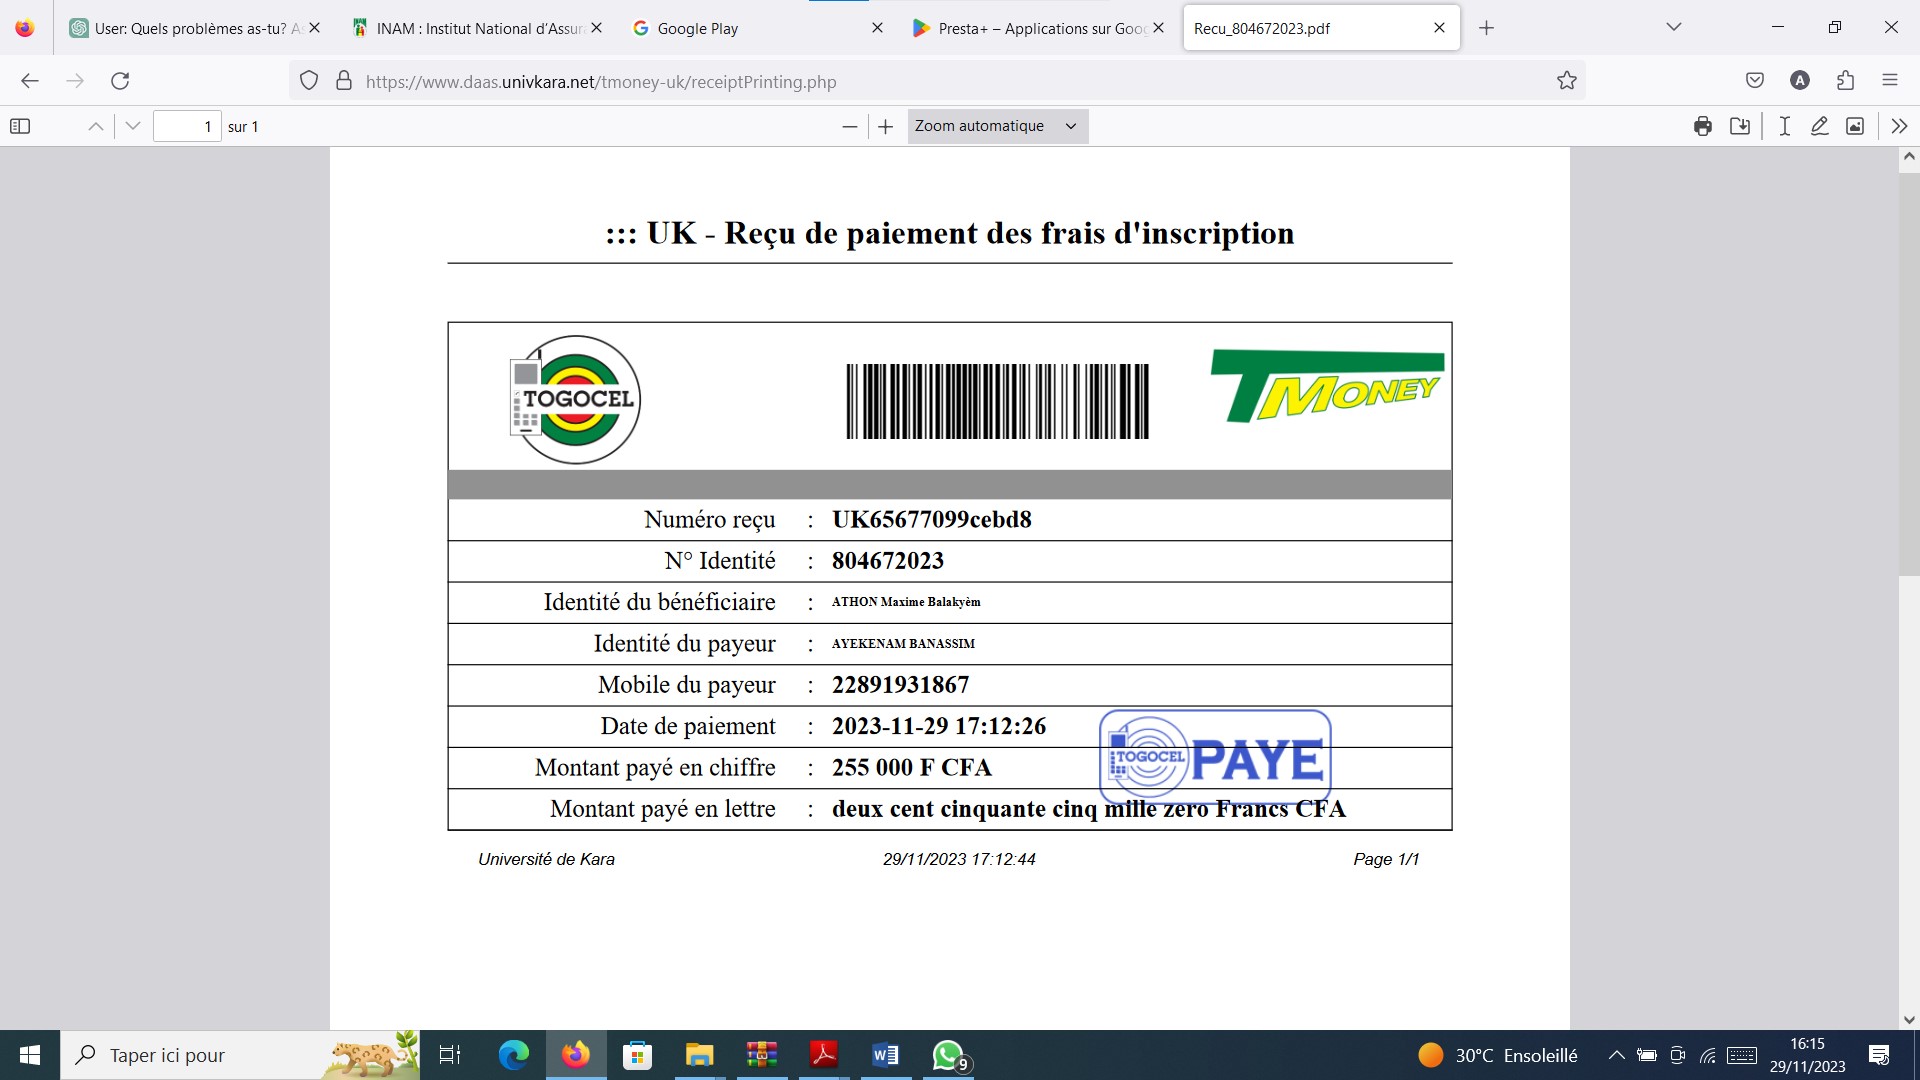 User: Quels problèmes as-tu? As
INAM : Institut National d'Assur
Google Play
Presta+ – Applications sur Goog
Recu_804672023.pdf
https://www.daas.univkara.net/tmoney-uk/receiptPrinting.php
1 sur 1
Zoom automatique
::: UK - Reçu de paiement des frais d'inscription
TOGOCEL
TMONEY
Numéro reçu : UK65677099cebd8
N° Identité : 804672023
Identité du bénéficiaire : ATHON Maxime Balakyèm
Identité du payeur : AYEKENAM BANASSIM
Mobile du payeur : 22891931867
Date de paiement : 2023-11-29 17:12:26
TOGOCEL PAYE
Montant payé en chiffre : 255 000 F CFA
Montant payé en lettre : deux cent cinquante cinq mille zero Francs CFA
Université de Kara 29/11/2023 17:12:44 Page 1/1
Taper ici pour
9
30°C Ensoleillé
16:15
29/11/2023